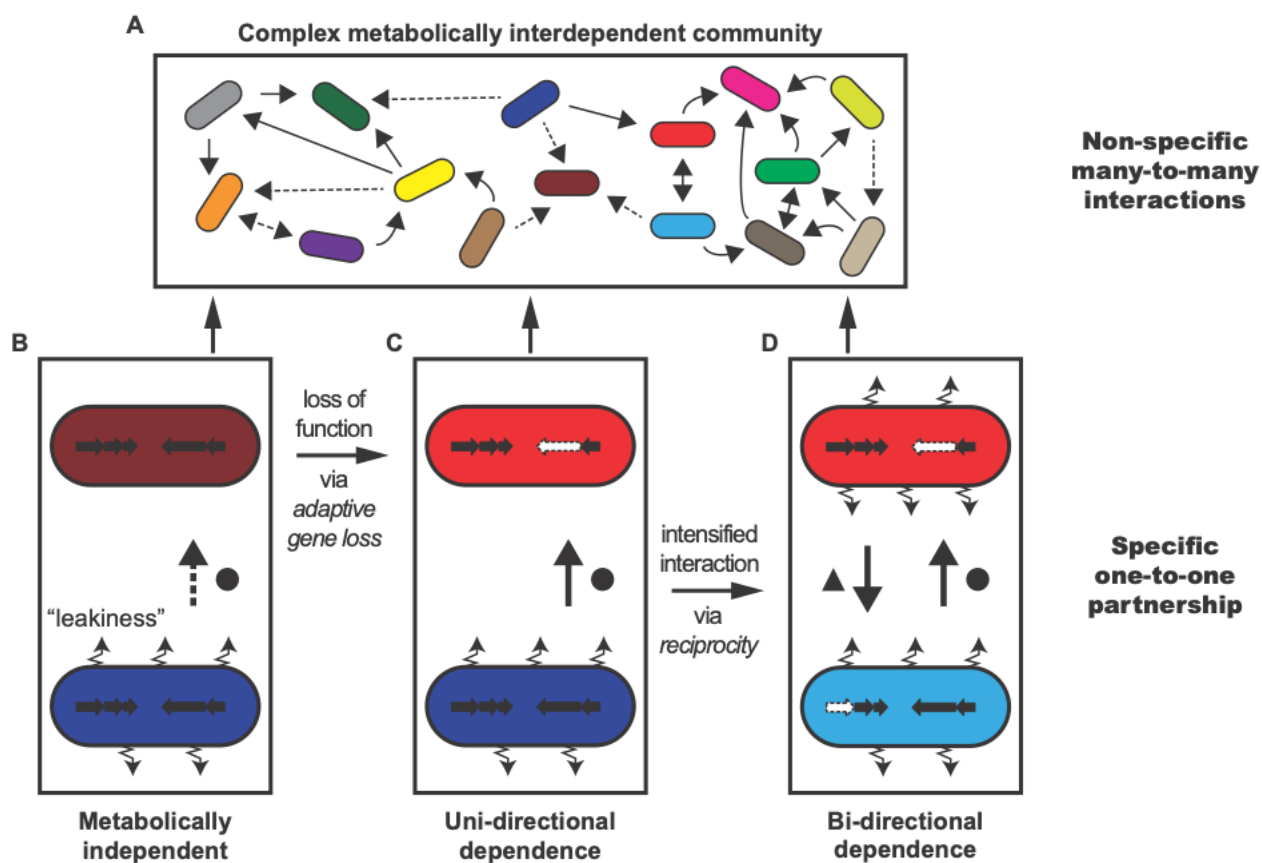 A
Complex metabolically interdependent community
Non-specific
many-to-many
interactions
B
C
D
loss of
function
via
adaptive
gene loss
intensified
interaction
via
reciprocity
"leakiness"
Specific
one-to-one
partnership
Metabolically
independent
Uni-directional
dependence
Bi-directional
dependence